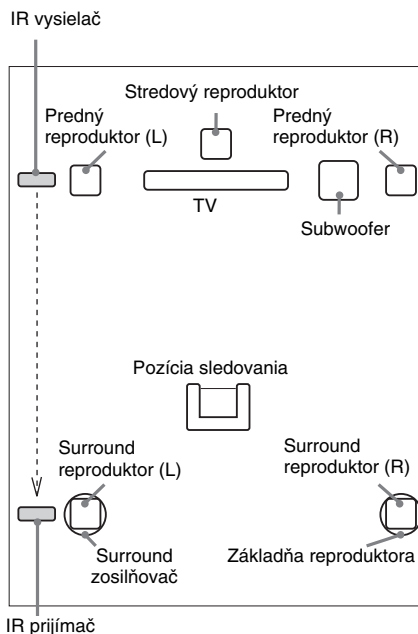 IR vysielač
Stredový reproduktor
Predný
reproduktor (L)
Predný
reproduktor (R)
TV
Subwoofer
Pozícia sledovania
Surround
reproduktor (L)
Surround
reproduktor (R)
Surround
zosilňovač
Základňa reproduktora
IR prijímač